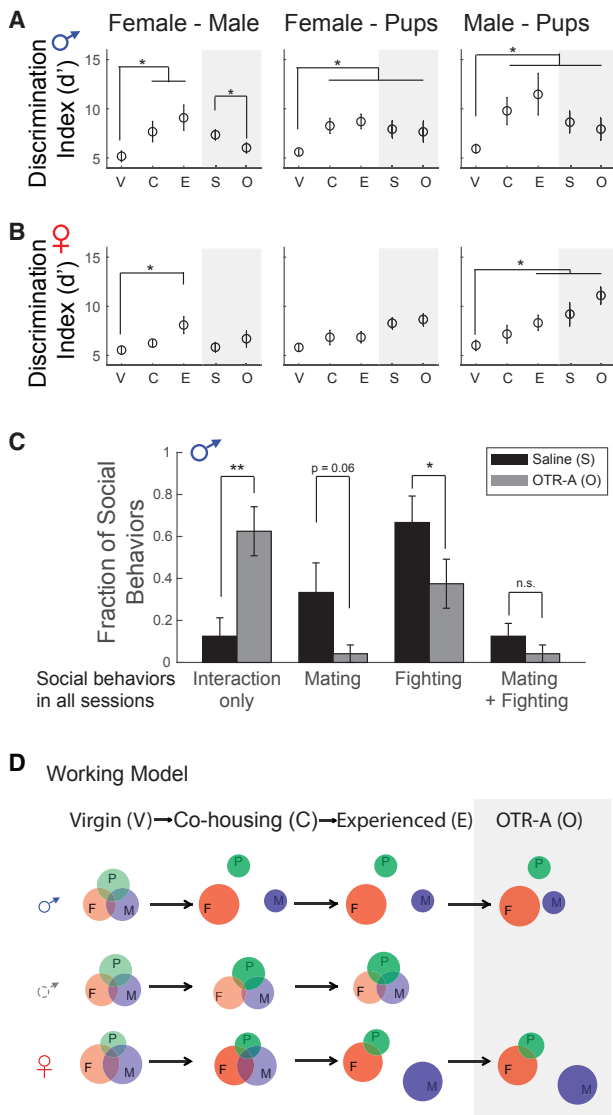 A
Female - Male
Female - Pups
Male - Pups
Discrimination
Index (d')
15
10
5
*
*
*
*
V C E S O
V C E S O
V C E S O
B
Discrimination
Index (d')
15
10
5
*
*
V C E S O
V C E S O
V C E S O
C
Fraction of Social
Behaviors
1
0.8
0.6
0.4
0.2
0
**
p = 0.06
*
n.s.
Saline (S)
OTR-A (O)
Social behaviors
in all sessions
Interaction
only
Mating
Fighting
Mating
+ Fighting
D
Working Model
Virgin (V)
Co-housing (C)
Experienced (E)
OTR-A (O)
P
F
M
P
F
M
P
F
M
P
F
M
P
F
M
P
F
M
P
F
M
P
F
M
P
F
M
P
F
M
P
F
M